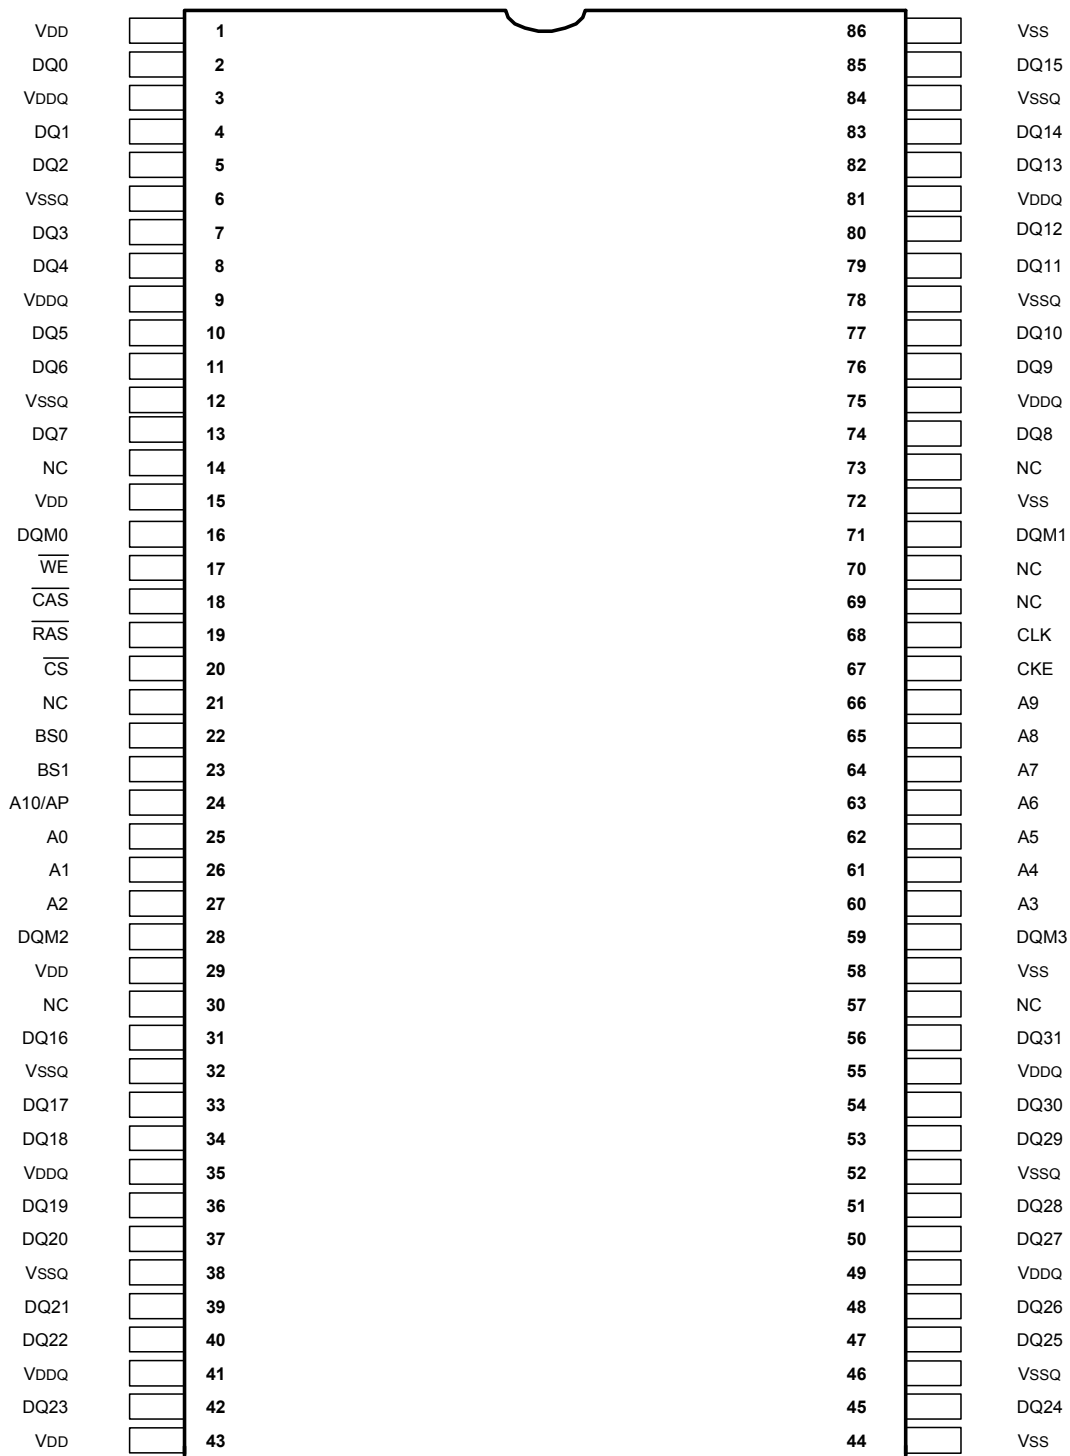 VDD 1 86 VSS
DQ0 2 85 DQ15
VDDQ 3 84 VSSQ
DQ1 4 83 DQ14
DQ2 5 82 DQ13
VSSQ 6 81 VDDQ
DQ3 7 80 DQ12
DQ4 8 79 DQ11
VDDQ 9 78 VSSQ
DQ5 10 77 DQ10
DQ6 11 76 DQ9
VSSQ 12 75 VDDQ
DQ7 13 74 DQ8
NC 14 73 NC
VDD 15 72 VSS
DQM0 16 71 DQM1
W̅E̅ 17 70 NC
C̅A̅S̅ 18 69 NC
R̅A̅S̅ 19 68 CLK
C̅S̅ 20 67 CKE
NC 21 66 A9
BS0 22 65 A8
BS1 23 64 A7
A10/AP 24 63 A6
A0 25 62 A5
A1 26 61 A4
A2 27 60 A3
DQM2 28 59 DQM3
VDD 29 58 VSS
NC 30 57 NC
DQ16 31 56 DQ31
VSSQ 32 55 VDDQ
DQ17 33 54 DQ30
DQ18 34 53 DQ29
VDDQ 35 52 VSSQ
DQ19 36 51 DQ28
DQ20 37 50 DQ27
VSSQ 38 49 VDDQ
DQ21 39 48 DQ26
DQ22 40 47 DQ25
VDDQ 41 46 VSSQ
DQ23 42 45 DQ24
VDD 43 44 VSS